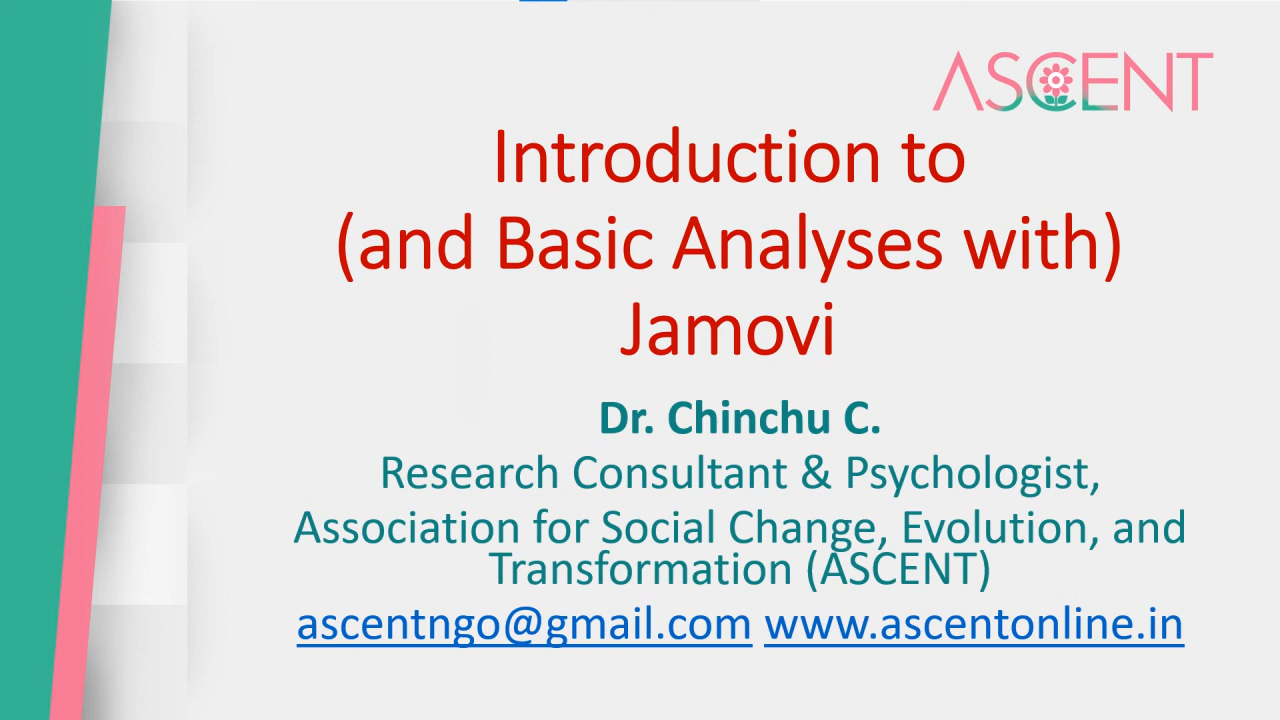 ASCENT
Introduction to
(and Basic Analyses with)
Jamovi
Dr. Chinchu C.
Research Consultant & Psychologist,
Association for Social Change, Evolution, and
Transformation (ASCENT)
ascentngo@gmail.com www.ascentonline.in